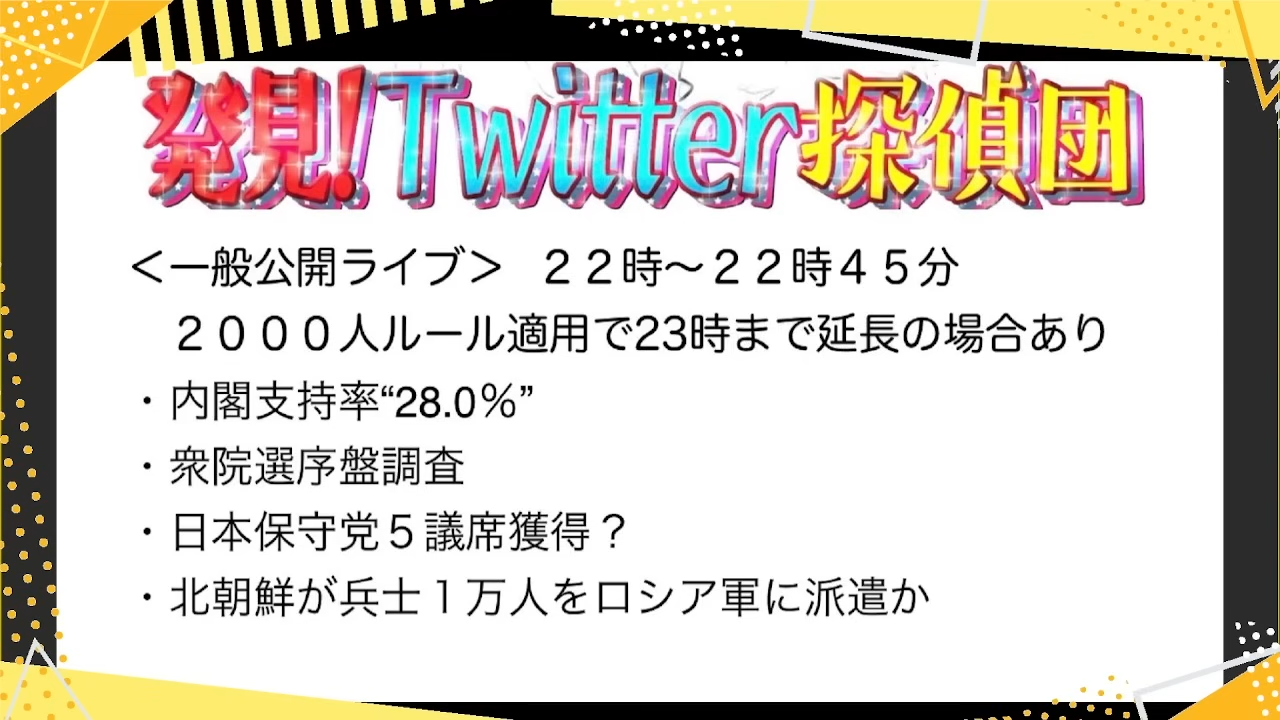 発見!Twitter探偵団
＜一般公開ライブ＞　２２時～２２時４５分
２０００人ルール適用で23時まで延長の場合あり
・内閣支持率“28.0％”
・衆院選序盤調査
・日本保守党５議席獲得？
・北朝鮮が兵士１万人をロシア軍に派遣か